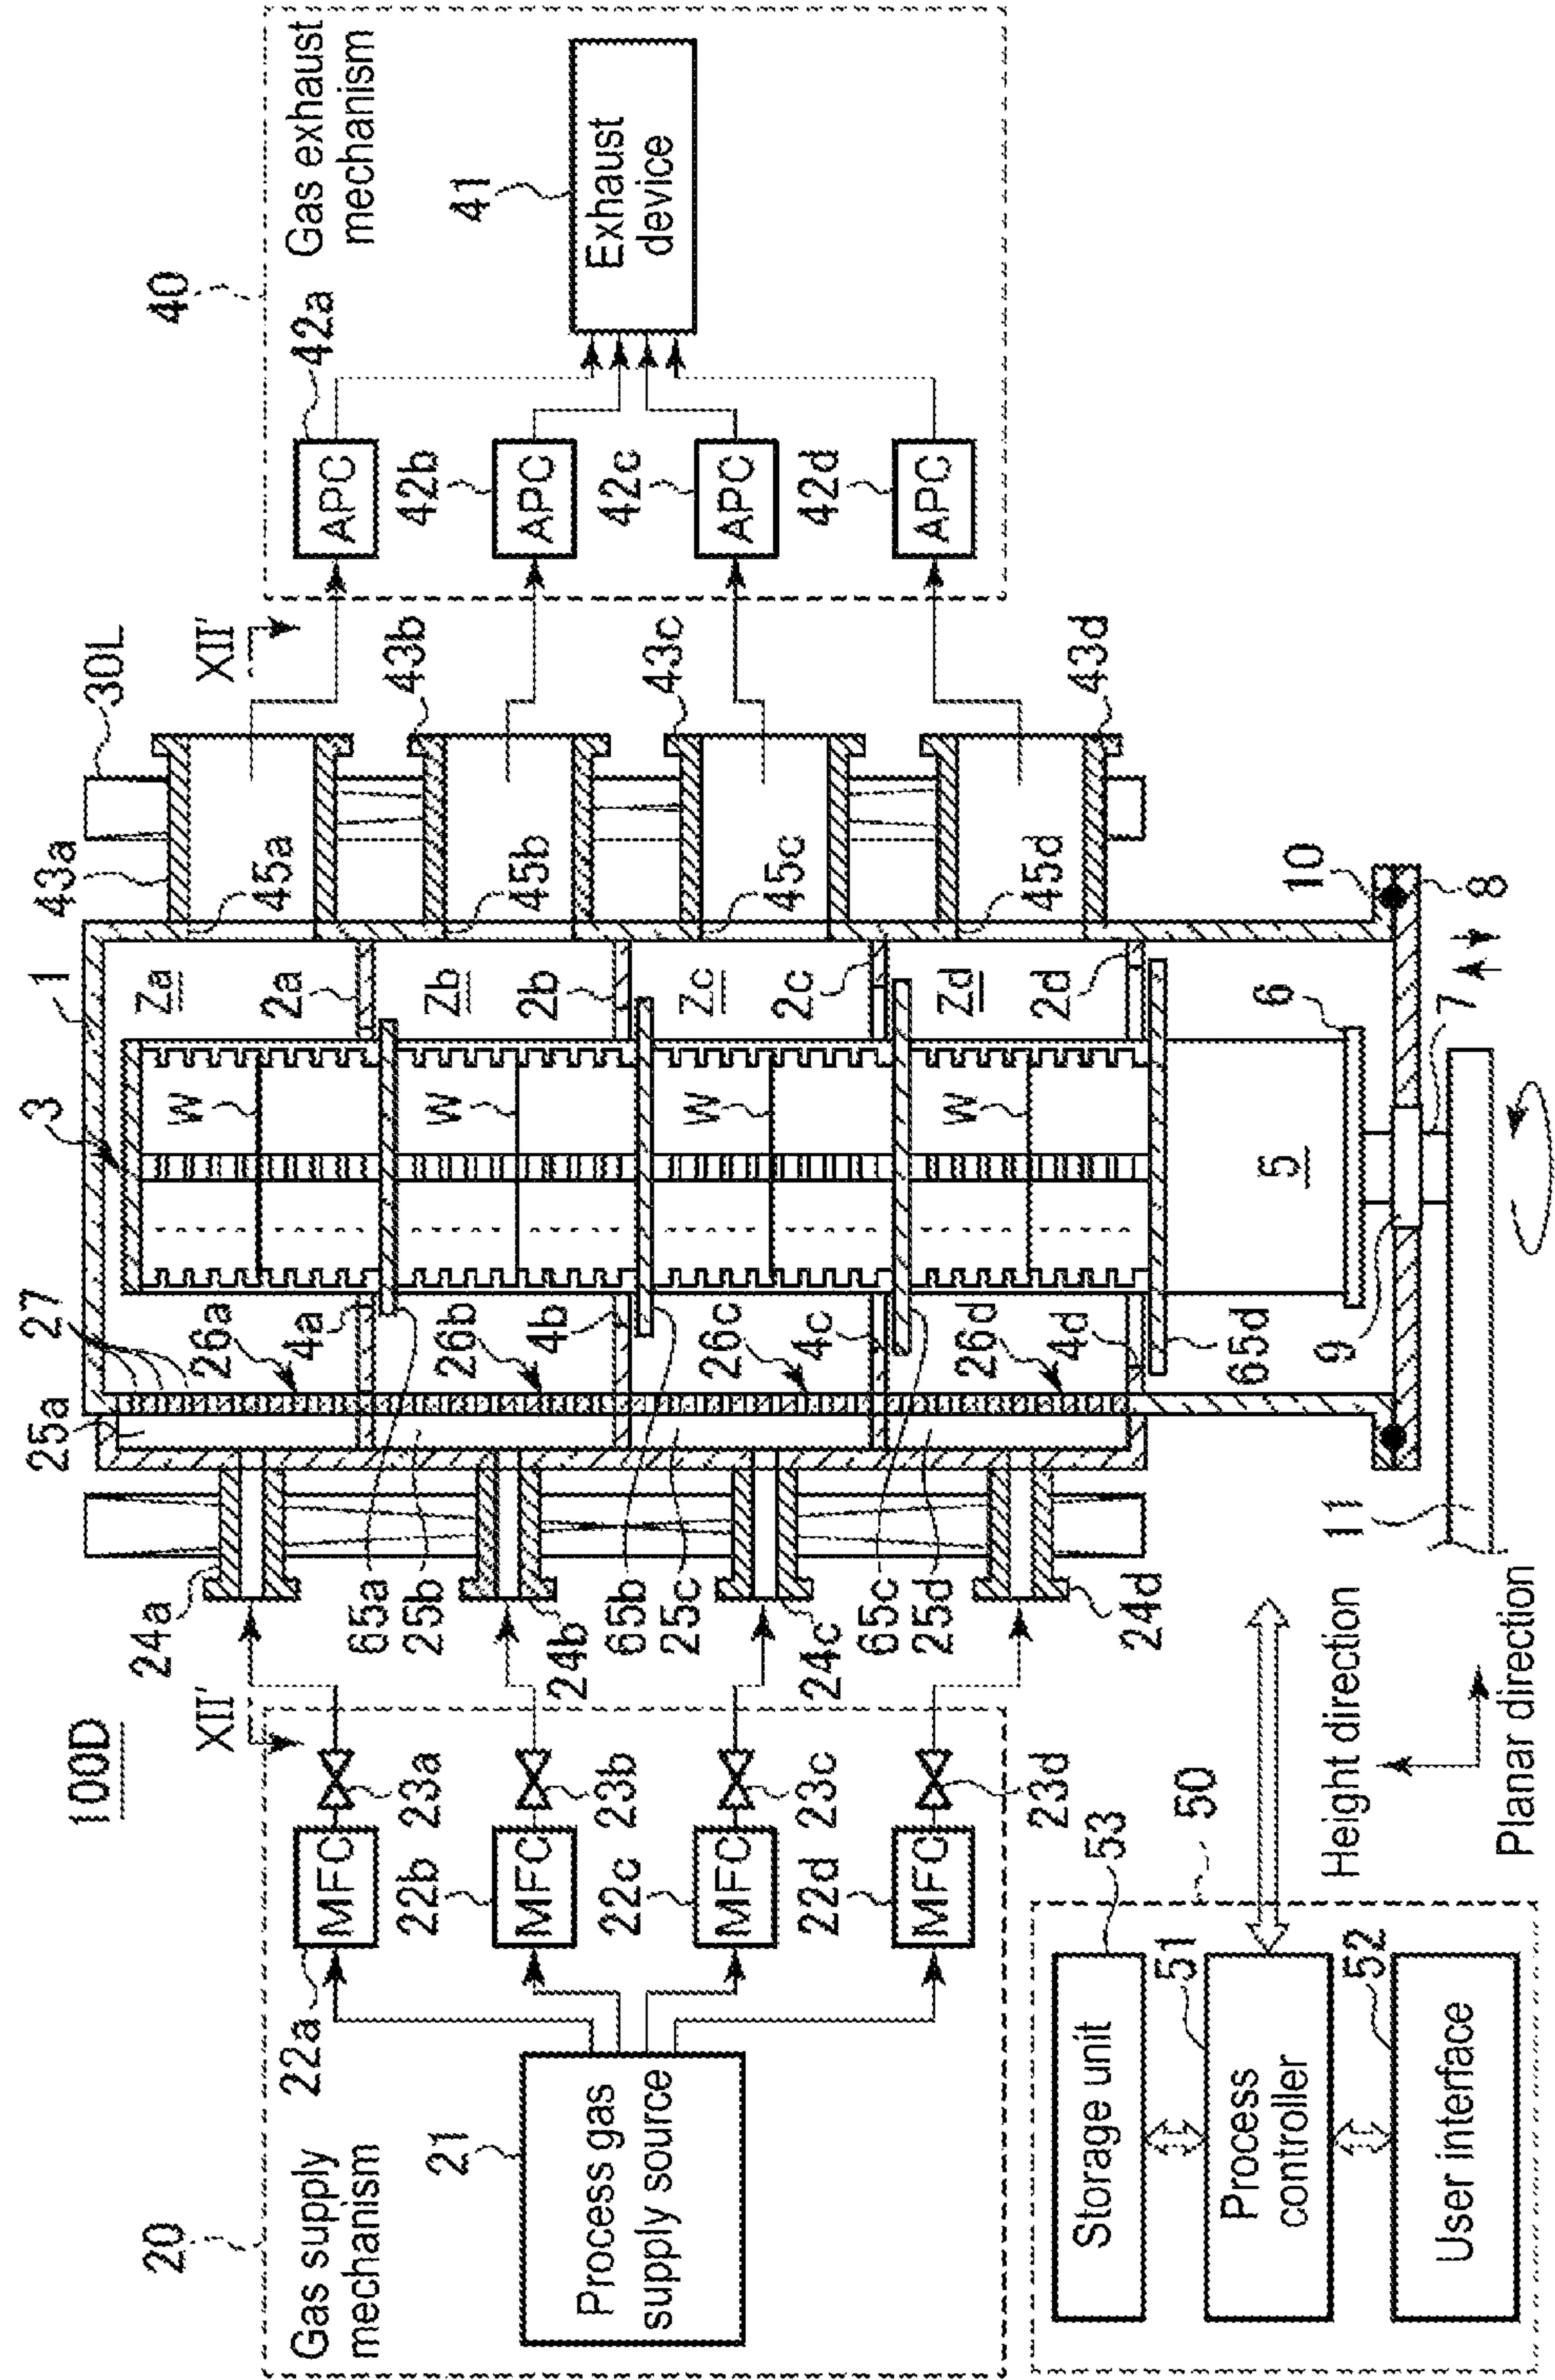 100D
20
Gas supply
mechanism
21
Process gas
supply source
22a
MFC
23a
22b
MFC
23b
22c
MFC
23c
22d
MFC
23d
XII'
XII'
24a
24b
24c
24d
25a
25b
25c
25d
65a
65b
65c
65d
27
26a
26b
26c
26d
4a
4b
4c
4d
3
1
Za
Zb
Zc
Zd
2a
2b
2c
2d
W
W
W
W
5
6
7
8
9
10
11
30L
43a
43b
43c
43d
45a
45b
45c
45d
40
Gas exhaust
mechanism
42a
APC
42b
APC
42c
APC
42d
APC
41
Exhaust
device
50
53
Storage unit
51
Process
controller
52
User interface
Height direction
Planar direction